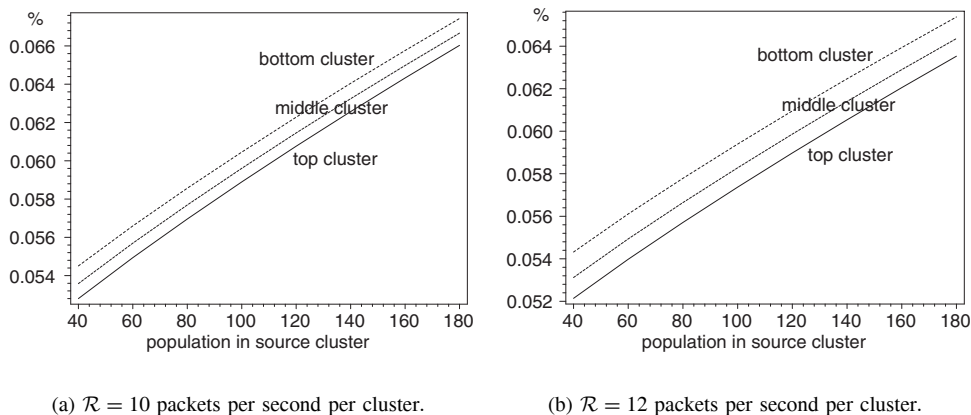 %
0.066
0.064
0.062
0.060
0.058
0.056
0.054
bottom cluster
middle cluster
top cluster
40 60 80 100 120 140 160 180
population in source cluster
(a) ℛ = 10 packets per second per cluster.
%
0.064
0.062
0.060
0.058
0.056
0.054
0.052
bottom cluster
middle cluster
top cluster
40 60 80 100 120 140 160 180
population in source cluster
(b) ℛ = 12 packets per second per cluster.